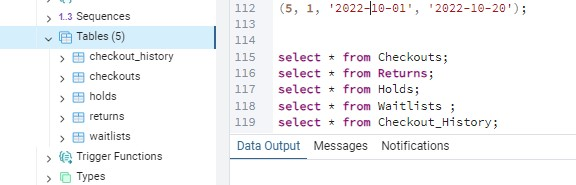 1.3 Sequences
Tables (5)
checkout_history
checkouts
holds
returns
waitlists
Trigger Functions
Types
112 (5, 1, '2022-10-01', '2022-10-20');
113
114
115 select * from Checkouts;
116 select * from Returns;
117 select * from Holds;
118 select * from Waitlists ;
119 select * from Checkout_History;
Data Output Messages Notifications